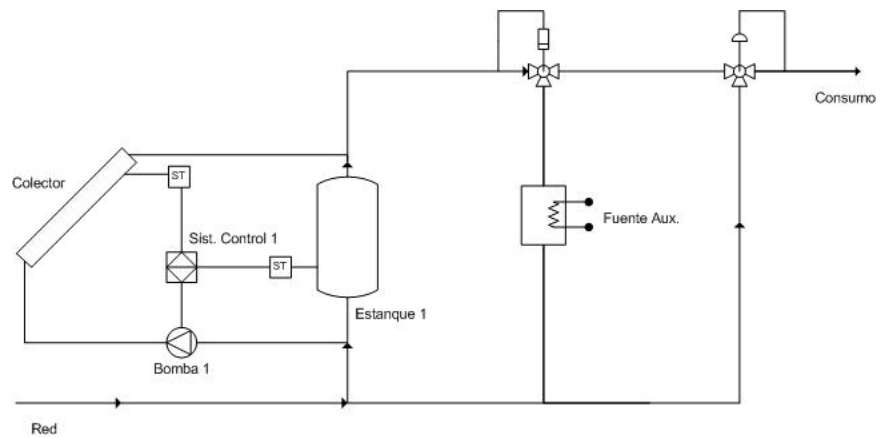 Consumo
ST
Colector
Fuente Aux.
Sist. Control 1
ST
Estanque 1
Bomba 1
Red